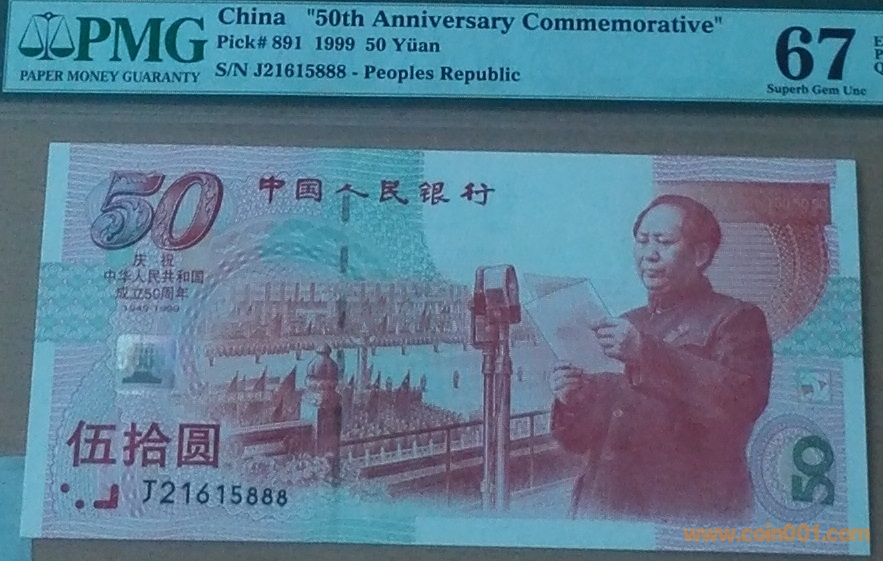 PMG
PAPER MONEY GUARANTY
China "50th Anniversary Commemorative"
Pick# 891 1999 50 Yüan
S/N J21615888 - Peoples Republic
67
Superb Gem Unc
E
P
Q
50
中国人民银行
庆祝
中华人民共和国
成立50周年
1949-1999
伍拾圆
J21615888
50
www.coin001.com